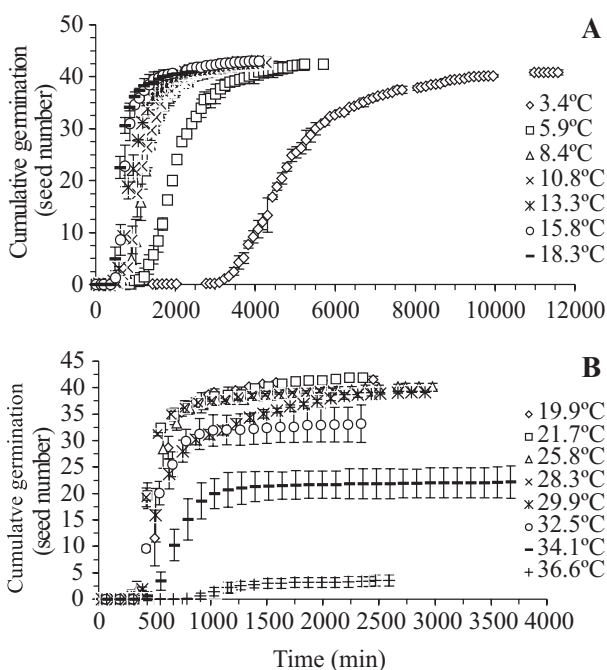 A
Cumulative germination
(seed number)
50
40
30
20
10
0
0 2000 4000 6000 8000 10000 12000
3.4ºC
5.9ºC
8.4ºC
10.8ºC
13.3ºC
15.8ºC
18.3ºC
B
Cumulatve germination
(seed number)
45
40
35
30
25
20
15
10
5
0
0 500 1000 1500 2000 2500 3000 3500 4000
19.9ºC
21.7ºC
25.8ºC
28.3ºC
29.9ºC
32.5ºC
34.1ºC
36.6ºC
Time (min)